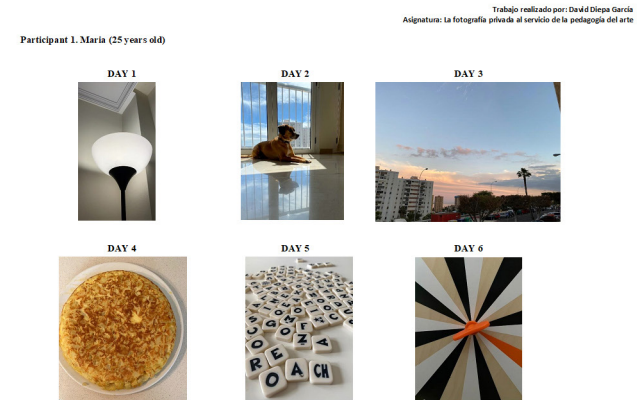 Trabajo realizado por: David Diepa García
Asignatura: La fotografía privada al servicio de la pedagogía del arte
Participant 1. Maria (25 years old)
DAY 1
DAY 2
DAY 3
DAY 4
DAY 5
DAY 6
R E
O A CH